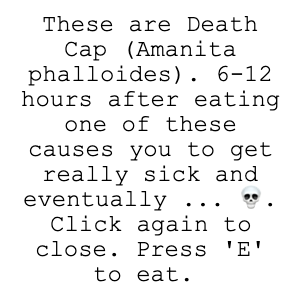 These are Death
Cap (Amanita
phalloides). 6-12
hours after eating
one of these
causes you to get
really sick and
eventually ... 💀.
Click again to
close. Press 'E'
to eat.